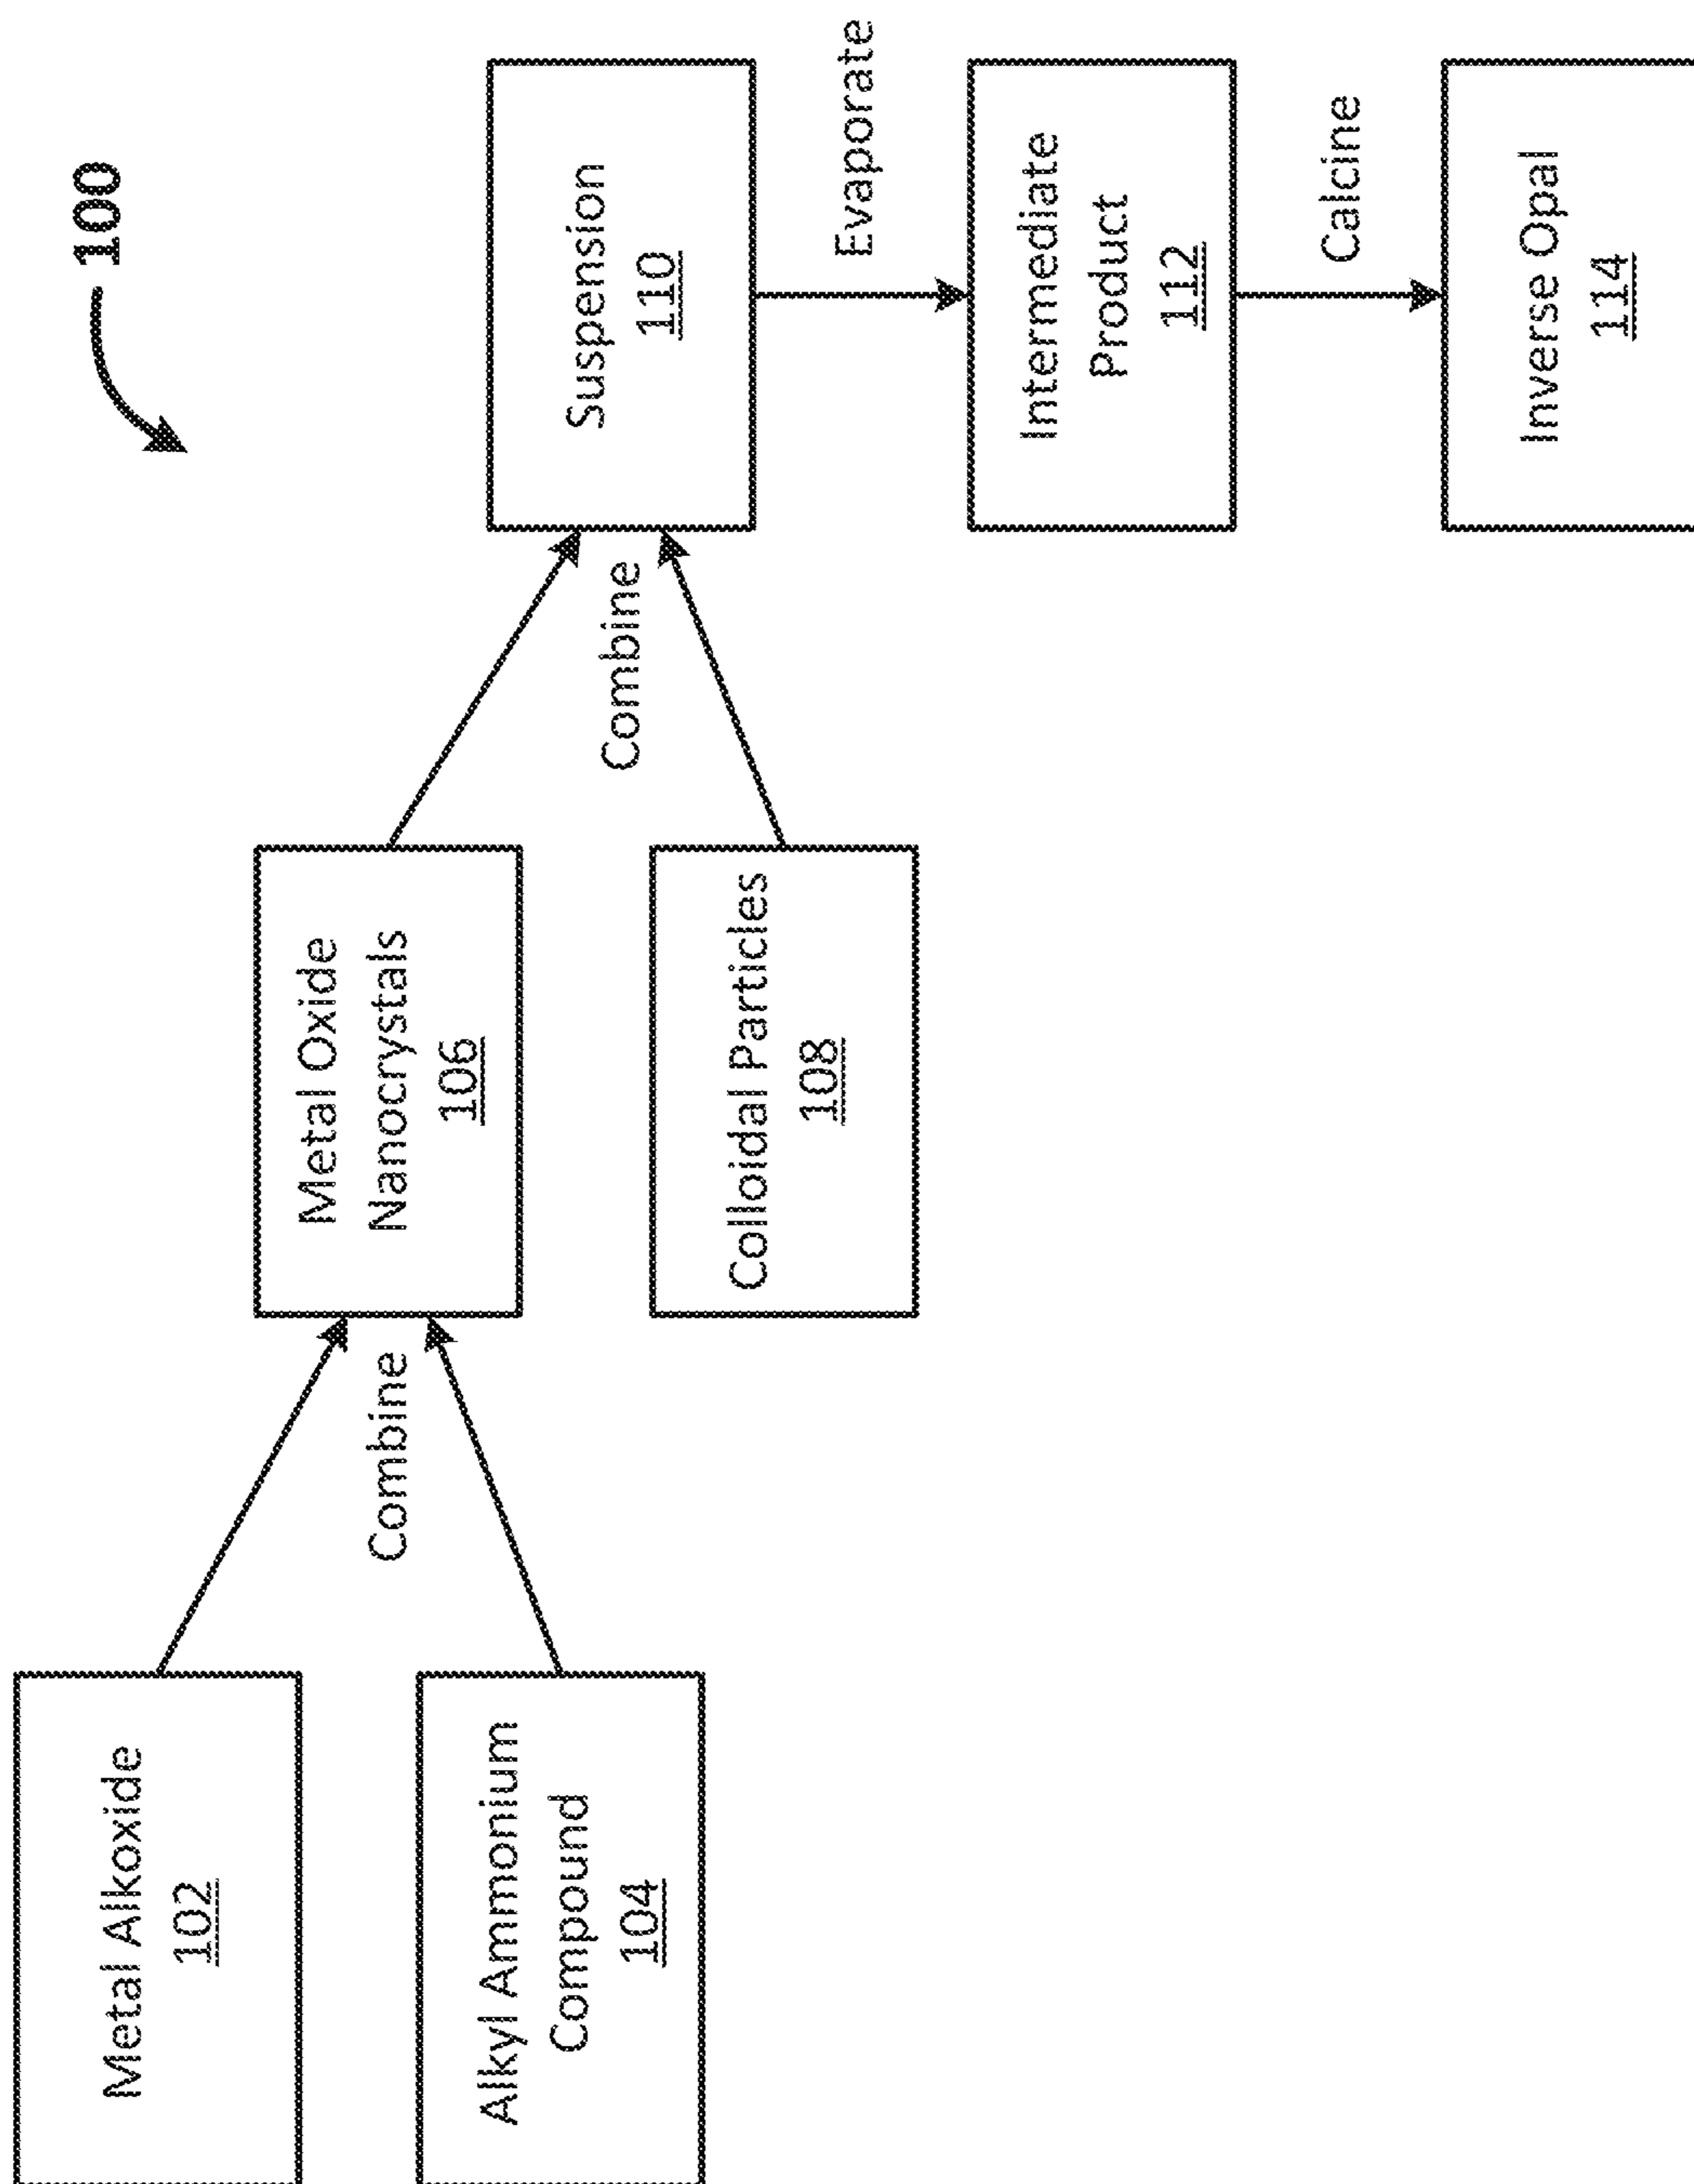 100
Metal Alkoxide
102
Alkyl Ammonium
Compound
104
Combine
Metal Oxide
Nanocrystals
106
Colloidal Particles
108
Combine
Suspension
110
Evaporate
Intermediate
Product
112
Calcine
Inverse Opal
114